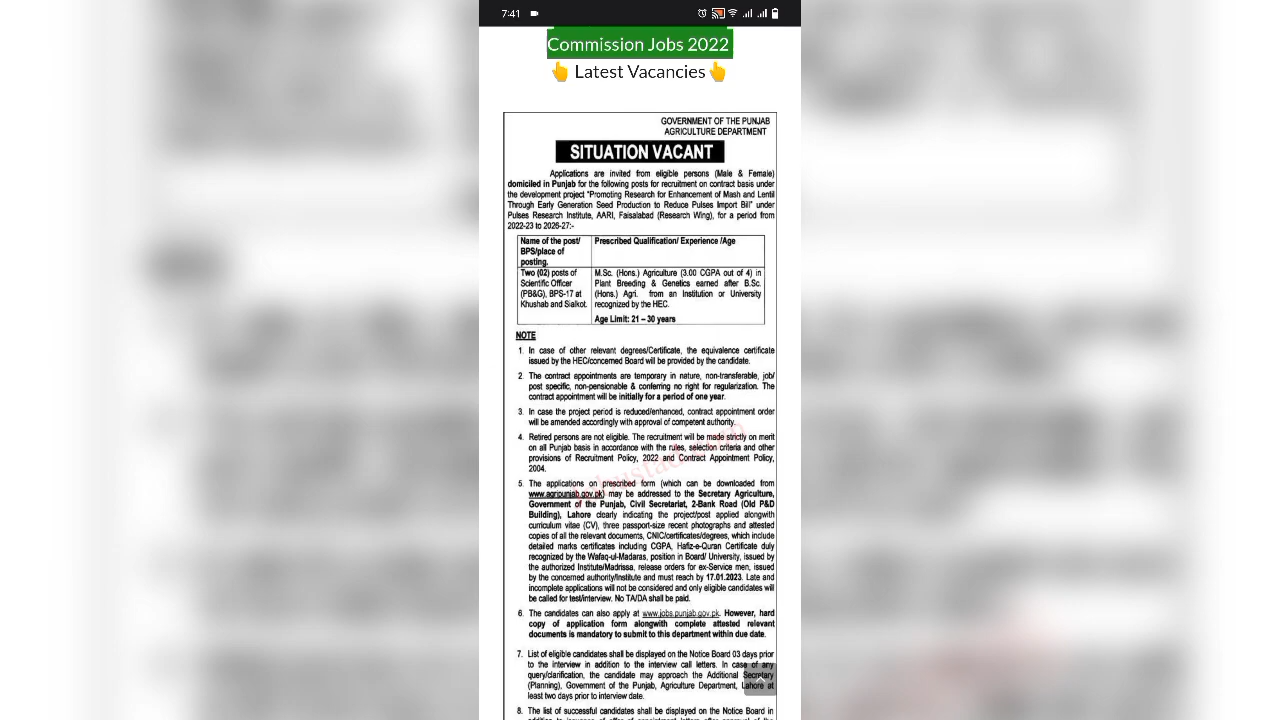 7:41
Commission Jobs 2022
👆 Latest Vacancies👆
GOVERNMENT OF THE PUNJAB
AGRICULTURE DEPARTMENT
SITUATION VACANT
Applications are invited from eligible persons (Male & Female)
domiciled in Punjab for the following posts for recruitment on contract basis under
the development project "Promoting Research for Enhancement of Mash and Lentil
Through Early Generation Seed Production to Reduce Pulses Import Bill" under
Pulses Research Institute, AARI, Faisalabad (Research Wing), for a period from
2022-23 to 2026-27:-
Name of the post/
BPS/place of
posting.
Prescribed Qualification/ Experience /Age
Two (02) posts of
Scientific Officer
(PB&G), BPS-17 at
Khushab and Sialkot.
M.Sc. (Hons.) Agriculture (3.00 CGPA out of 4) in
Plant Breeding & Genetics earned after B.Sc.
(Hons.) Agri. from an Institution or University
recognized by the HEC.
Age Limit: 21 – 30 years
NOTE
1. In case of other relevant degrees/Certificate, the equivalence certificate
issued by the HEC/concerned Board will be provided by the candidate.
2. The contract appointments are temporary in nature, non-transferable, job/
post specific, non-pensionable & conferring no right for regularization. The
contract appointment will be initially for a period of one year.
3. In case the project period is reduced/enhanced, contract appointment order
will be amended accordingly with approval of competent authority.
4. Retired persons are not eligible. The recruitment will be made strictly on merit
on all Punjab basis in accordance with the rules, selection criteria and other
provisions of Recruitment Policy, 2022 and Contract Appointment Policy,
2004.
5. The applications on prescribed form (which can be downloaded from
www.agripunjab.gov.pk) may be addressed to the Secretary Agriculture,
Government of the Punjab, Civil Secretariat, 2-Bank Road (Old P&D
Building), Lahore clearly indicating the project/post applied alongwith
curriculum vitae (CV), three passport-size recent photographs and attested
copies of all the relevant documents, CNIC/certificates/degrees, which include
detailed marks certificates including CGPA, Hafiz-e-Quran Certificate duly
recognized by the Wafaq-ul-Madaras, position in Board/ University, issued by
the authorized Institute/Madrissa, release orders for ex-Service men, issued
by the concerned authority/Institute and must reach by 17.01.2023. Late and
incomplete applications will not be considered and only eligible candidates will
be called for test/interview. No TA/DA shall be paid.
6. The candidates can also apply at www.jobs.punjab.gov.pk. However, hard
copy of application form alongwith complete attested relevant
documents is mandatory to submit to this department within due date.
7. List of eligible candidates shall be displayed on the Notice Board 03 days prior
to the interview in addition to the interview call letters. In case of any
query/clarification, the candidate may approach the Additional Secretary
(Planning), Government of the Punjab, Agriculture Department, Lahore at
least two days prior to interview date.
8. The list of successful candidates shall be displayed on the Notice Board in